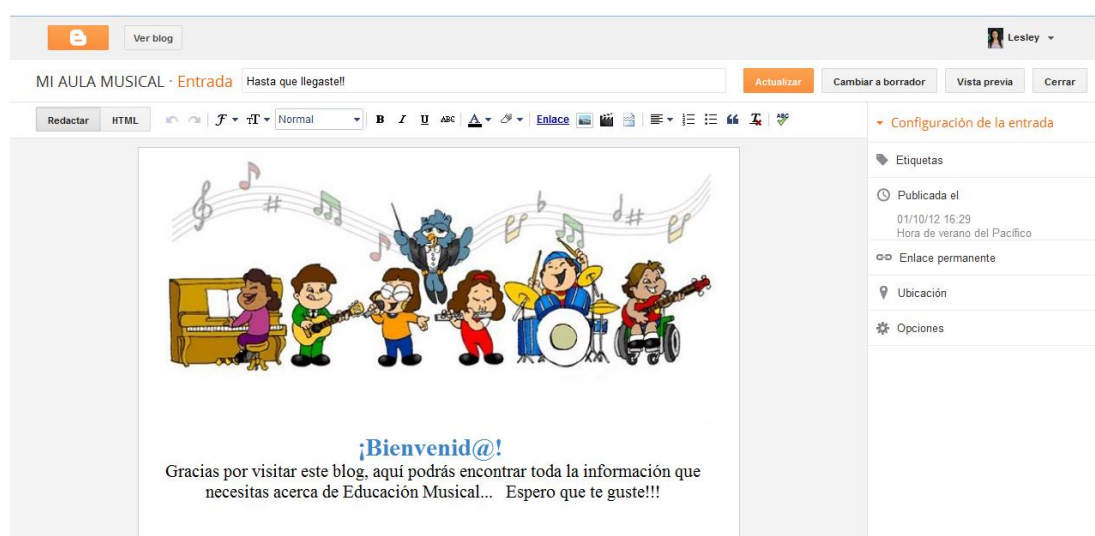 Ver blog
Lesley
MI AULA MUSICAL · Entrada
Hasta que llegaste!!
Actualizar
Cambiar a borrador
Vista previa
Cerrar
Redactar
HTML
Normal
B I U ABC A
Enlace
ABC
Configuración de la entrada
Etiquetas
Publicada el
01/10/12 16:29
Hora de verano del Pacífico
Enlace permanente
Ubicación
Opciones
¡Bienvenid@!
Gracias por visitar este blog, aquí podrás encontrar toda la información que
necesitas acerca de Educación Musical... Espero que te guste!!!